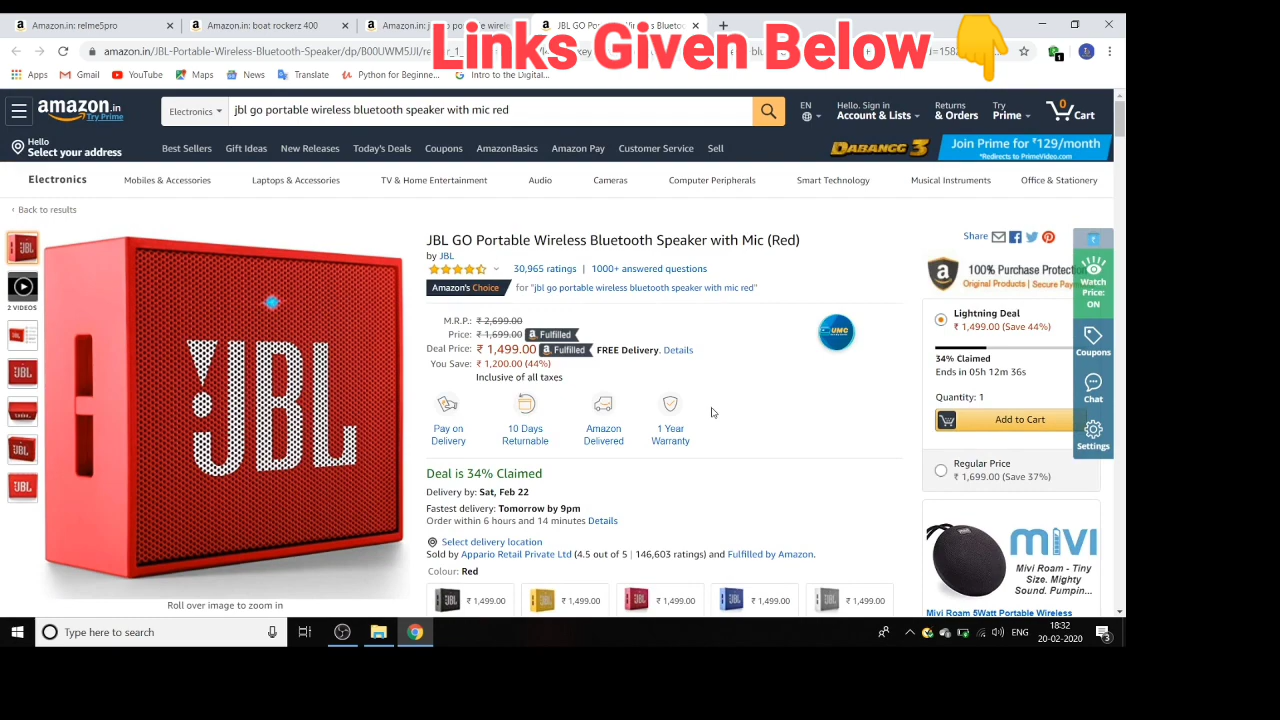 Links Given Below
Amazon.in: relme5pro
Amazon.in: boat rockerz 400
Amazon.in:
JBL GO Portable Wireless Bluetoo
amazon.in/JBL-Portable-Wireless-Bluetooth-Speaker/dp/B00UWM5JJI/
Apps
Gmail
YouTube
Maps
News
Translate
Python for Beginne...
Intro to the Digital...
1
amazon.in
Try Prime
Electronics
jbl go portable wireless bluetooth speaker with mic red
EN
Hello. Sign in
Account & Lists
Returns
& Orders
Try
Prime
0
Cart
Hello
Select your address
Best Sellers
Gift Ideas
New Releases
Today's Deals
Coupons
AmazonBasics
Amazon Pay
Customer Service
Sell
DABANGG 3
Join Prime for ₹129/month
*Redirects to PrimeVideo.com
Electronics
Mobiles & Accessories
Laptops & Accessories
TV & Home Entertainment
Audio
Cameras
Computer Peripherals
Smart Technology
Musical Instruments
Office & Stationery
‹ Back to results
2 VIDEOS
JBL
Roll over image to zoom in
JBL GO Portable Wireless Bluetooth Speaker with Mic (Red)
by JBL
30,965 ratings | 1000+ answered questions
Amazon's Choice for "jbl go portable wireless bluetooth speaker with mic red"
M.R.P.: ₹ 2,699.00
Price: ₹ 1,699.00 Fulfilled
Deal Price: ₹ 1,499.00 Fulfilled FREE Delivery. Details
You Save: ₹ 1,200.00 (44%)
Inclusive of all taxes
UMC
Pay on
Delivery
10 Days
Returnable
Amazon
Delivered
1 Year
Warranty
Deal is 34% Claimed
Delivery by: Sat, Feb 22
Fastest delivery: Tomorrow by 9pm
Order within 6 hours and 14 minutes Details
Select delivery location
Sold by Appario Retail Private Ltd (4.5 out of 5 | 146,603 ratings) and Fulfilled by Amazon.
Colour: Red
₹ 1,499.00
₹ 1,499.00
₹ 1,499.00
₹ 1,499.00
₹ 1,499.00
Share
100% Purchase Protec
Original Products | Secure Pay
Lightning Deal
₹ 1,499.00 (Save 44%)
34% Claimed
Ends in 05h 12m 36s
Quantity: 1
Add to Cart
Regular Price
₹ 1,699.00 (Save 37%)
Watch
Price:
ON
Coupons
Chat
Settings
MIVI
Mivi Roam - Tiny
Size. Mighty
Sound. Pumpin...
Mivi Roam 5Watt Portable Wireless
Type here to search
ENG
18:32
20-02-2020
3